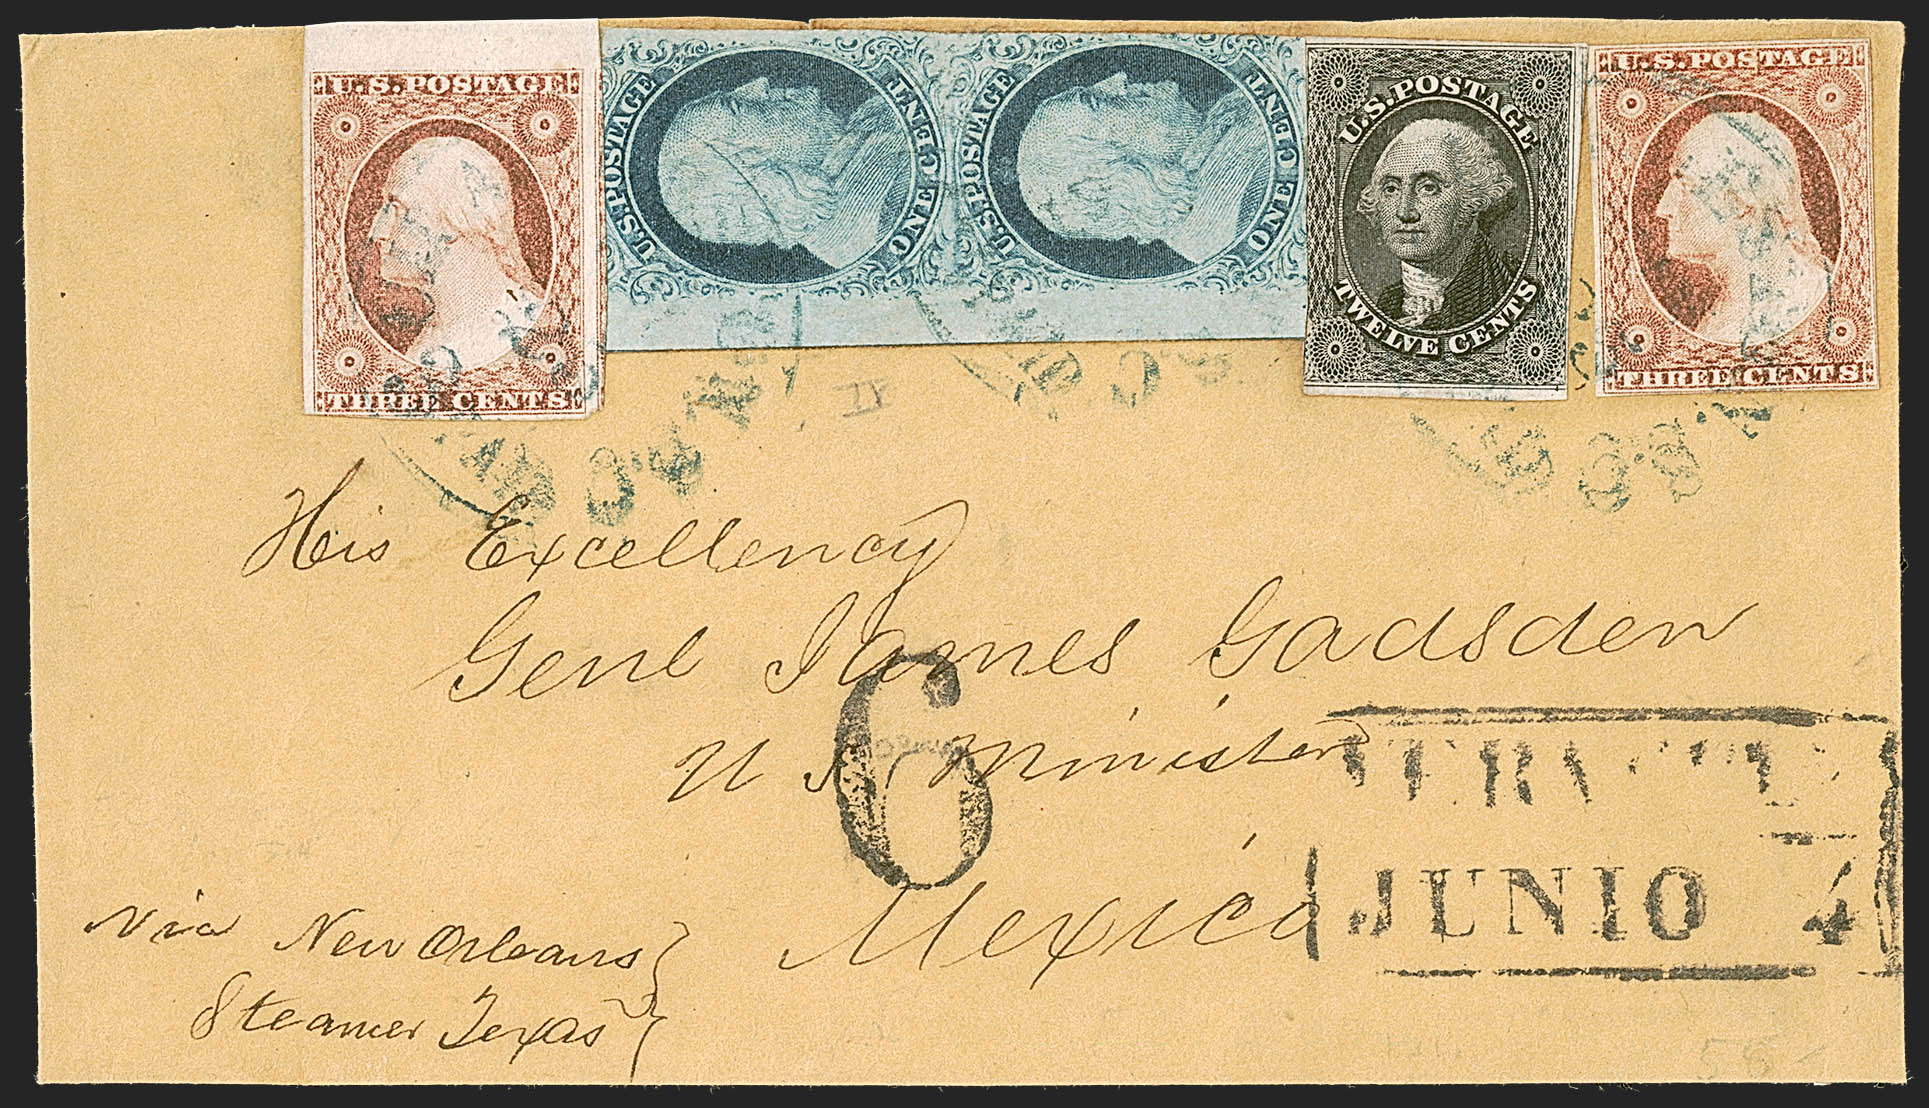 U.S. POSTAGE
THREE CENTS
U.S. POSTAGE
ONE CENT
U.S. POSTAGE
ONE CENT
U.S. POSTAGE
TWELVE CENTS
U.S. POSTAGE
THREE CENTS
His Excellency
Genl James Gadsden
U S Minister
6
Mexico
JUNIO 4
via New Orleans
Steamer Texas